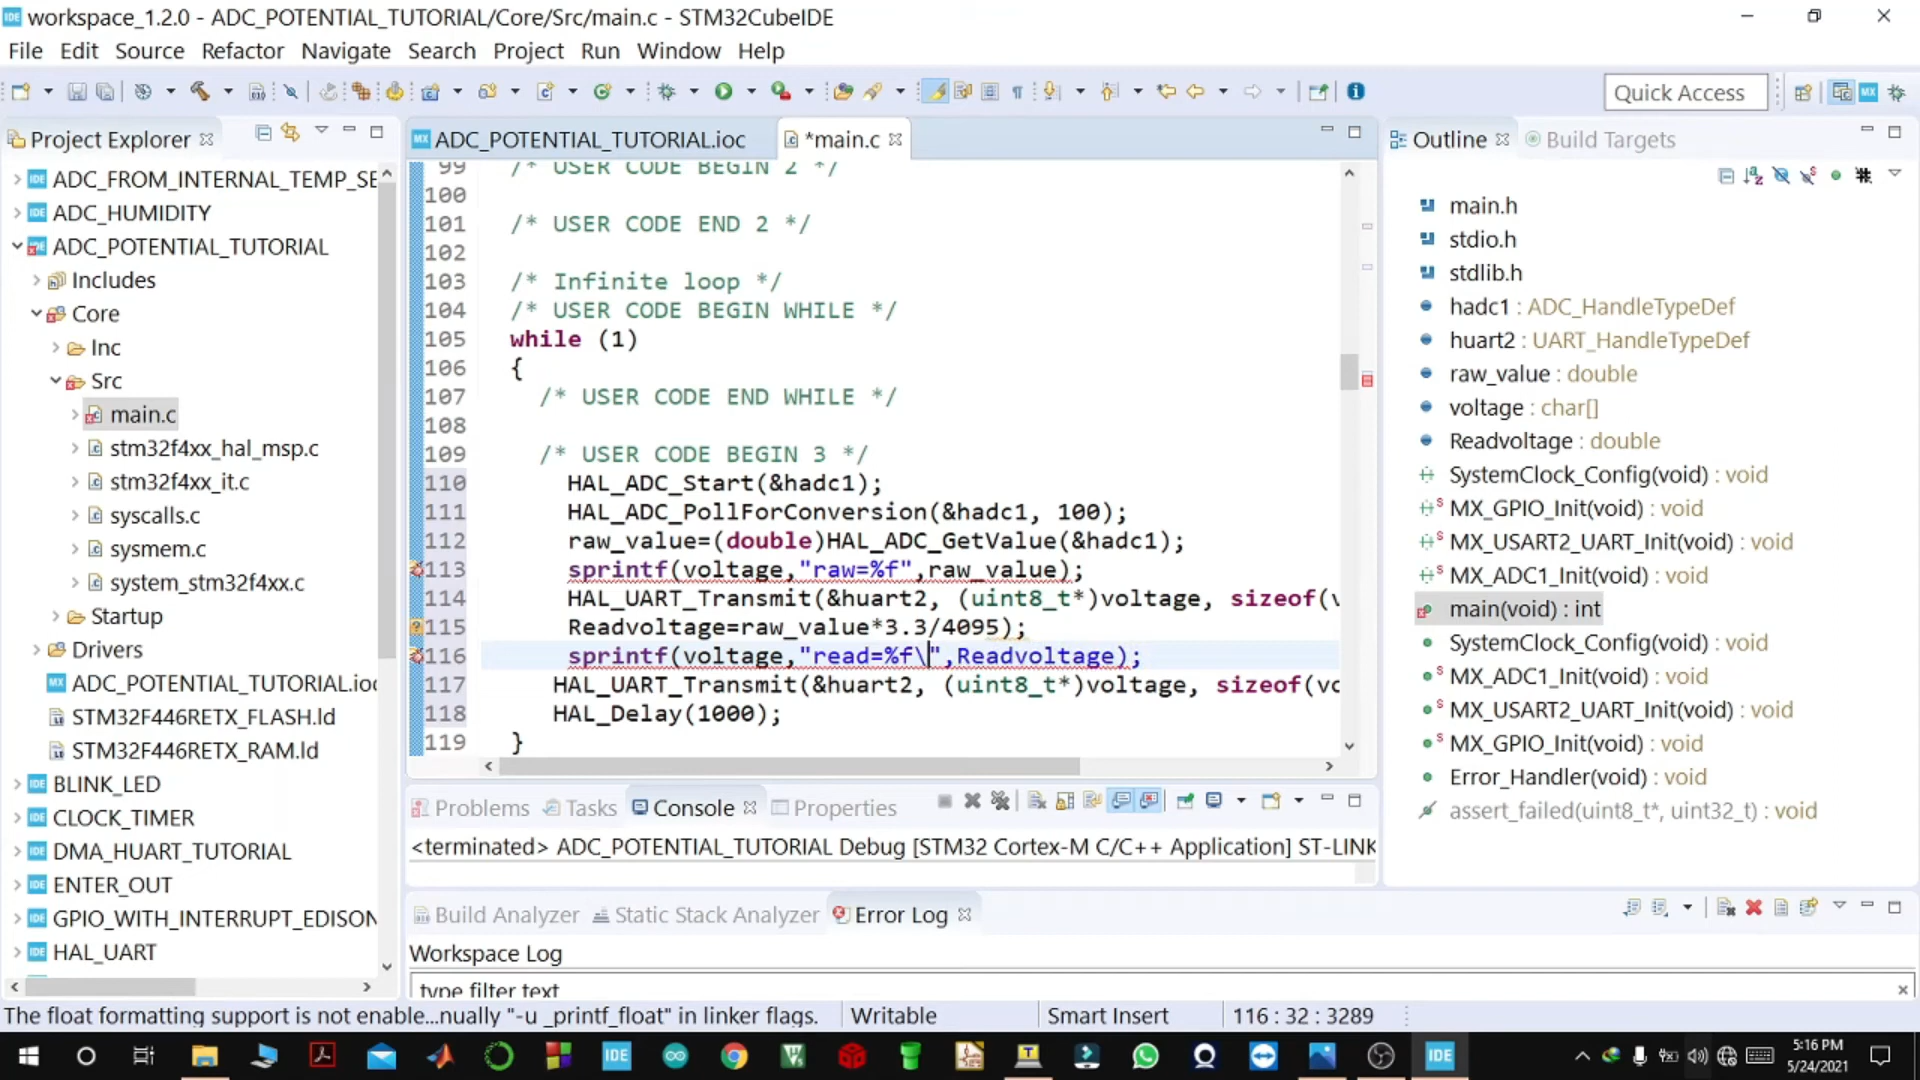 workspace_1.2.0 - ADC_POTENTIAL_TUTORIAL/Core/Src/main.c - STM32CubeIDE
File Edit Source Refactor Navigate Search Project Run Window Help
Quick Access
Project Explorer
ADC_FROM_INTERNAL_TEMP_SE
ADC_HUMIDITY
ADC_POTENTIAL_TUTORIAL
Includes
Core
Inc
Src
main.c
stm32f4xx_hal_msp.c
stm32f4xx_it.c
syscalls.c
sysmem.c
system_stm32f4xx.c
Startup
Drivers
ADC_POTENTIAL_TUTORIAL.ioc
STM32F446RETX_FLASH.ld
STM32F446RETX_RAM.ld
BLINK_LED
CLOCK_TIMER
DMA_HUART_TUTORIAL
ENTER_OUT
GPIO_WITH_INTERRUPT_EDISON
HAL_UART
ADC_POTENTIAL_TUTORIAL.ioc *main.c
99 /* USER CODE BEGIN 2 */
100
101 /* USER CODE END 2 */
102
103 /* Infinite loop */
104 /* USER CODE BEGIN WHILE */
105 while (1)
106 {
107 /* USER CODE END WHILE */
108
109 /* USER CODE BEGIN 3 */
110 HAL_ADC_Start(&hadc1);
111 HAL_ADC_PollForConversion(&hadc1, 100);
112 raw_value=(double)HAL_ADC_GetValue(&hadc1);
113 sprintf(voltage,"raw=%f",raw_value);
114 HAL_UART_Transmit(&huart2, (uint8_t*)voltage, sizeof(v
115 Readvoltage=raw_value*3.3/4095);
116 sprintf(voltage,"read=%f\",Readvoltage);
117 HAL_UART_Transmit(&huart2, (uint8_t*)voltage, sizeof(vo
118 HAL_Delay(1000);
119 }
Problems Tasks Console Properties
<terminated> ADC_POTENTIAL_TUTORIAL Debug [STM32 Cortex-M C/C++ Application] ST-LINK
Build Analyzer Static Stack Analyzer Error Log
Workspace Log
type filter text
Outline Build Targets
main.h
stdio.h
stdlib.h
hadc1 : ADC_HandleTypeDef
huart2 : UART_HandleTypeDef
raw_value : double
voltage : char[]
Readvoltage : double
SystemClock_Config(void) : void
MX_GPIO_Init(void) : void
MX_USART2_UART_Init(void) : void
MX_ADC1_Init(void) : void
main(void) : int
SystemClock_Config(void) : void
MX_ADC1_Init(void) : void
MX_USART2_UART_Init(void) : void
MX_GPIO_Init(void) : void
Error_Handler(void) : void
assert_failed(uint8_t*, uint32_t) : void
The float formatting support is not enable...nually "-u _printf_float" in linker flags. Writable Smart Insert 116 : 32 : 3289
5:16 PM
5/24/2021